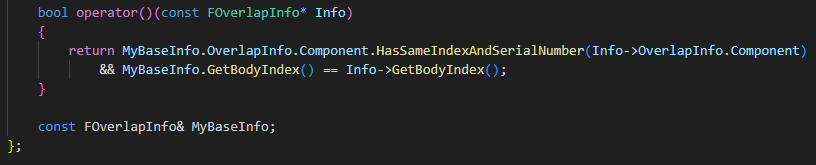 bool operator()(const FOverlapInfo* Info)
{
return MyBaseInfo.OverlapInfo.Component.HasSameIndexAndSerialNumber(Info->OverlapInfo.Component)
&& MyBaseInfo.GetBodyIndex() == Info->GetBodyIndex();
}
const FOverlapInfo& MyBaseInfo;
};